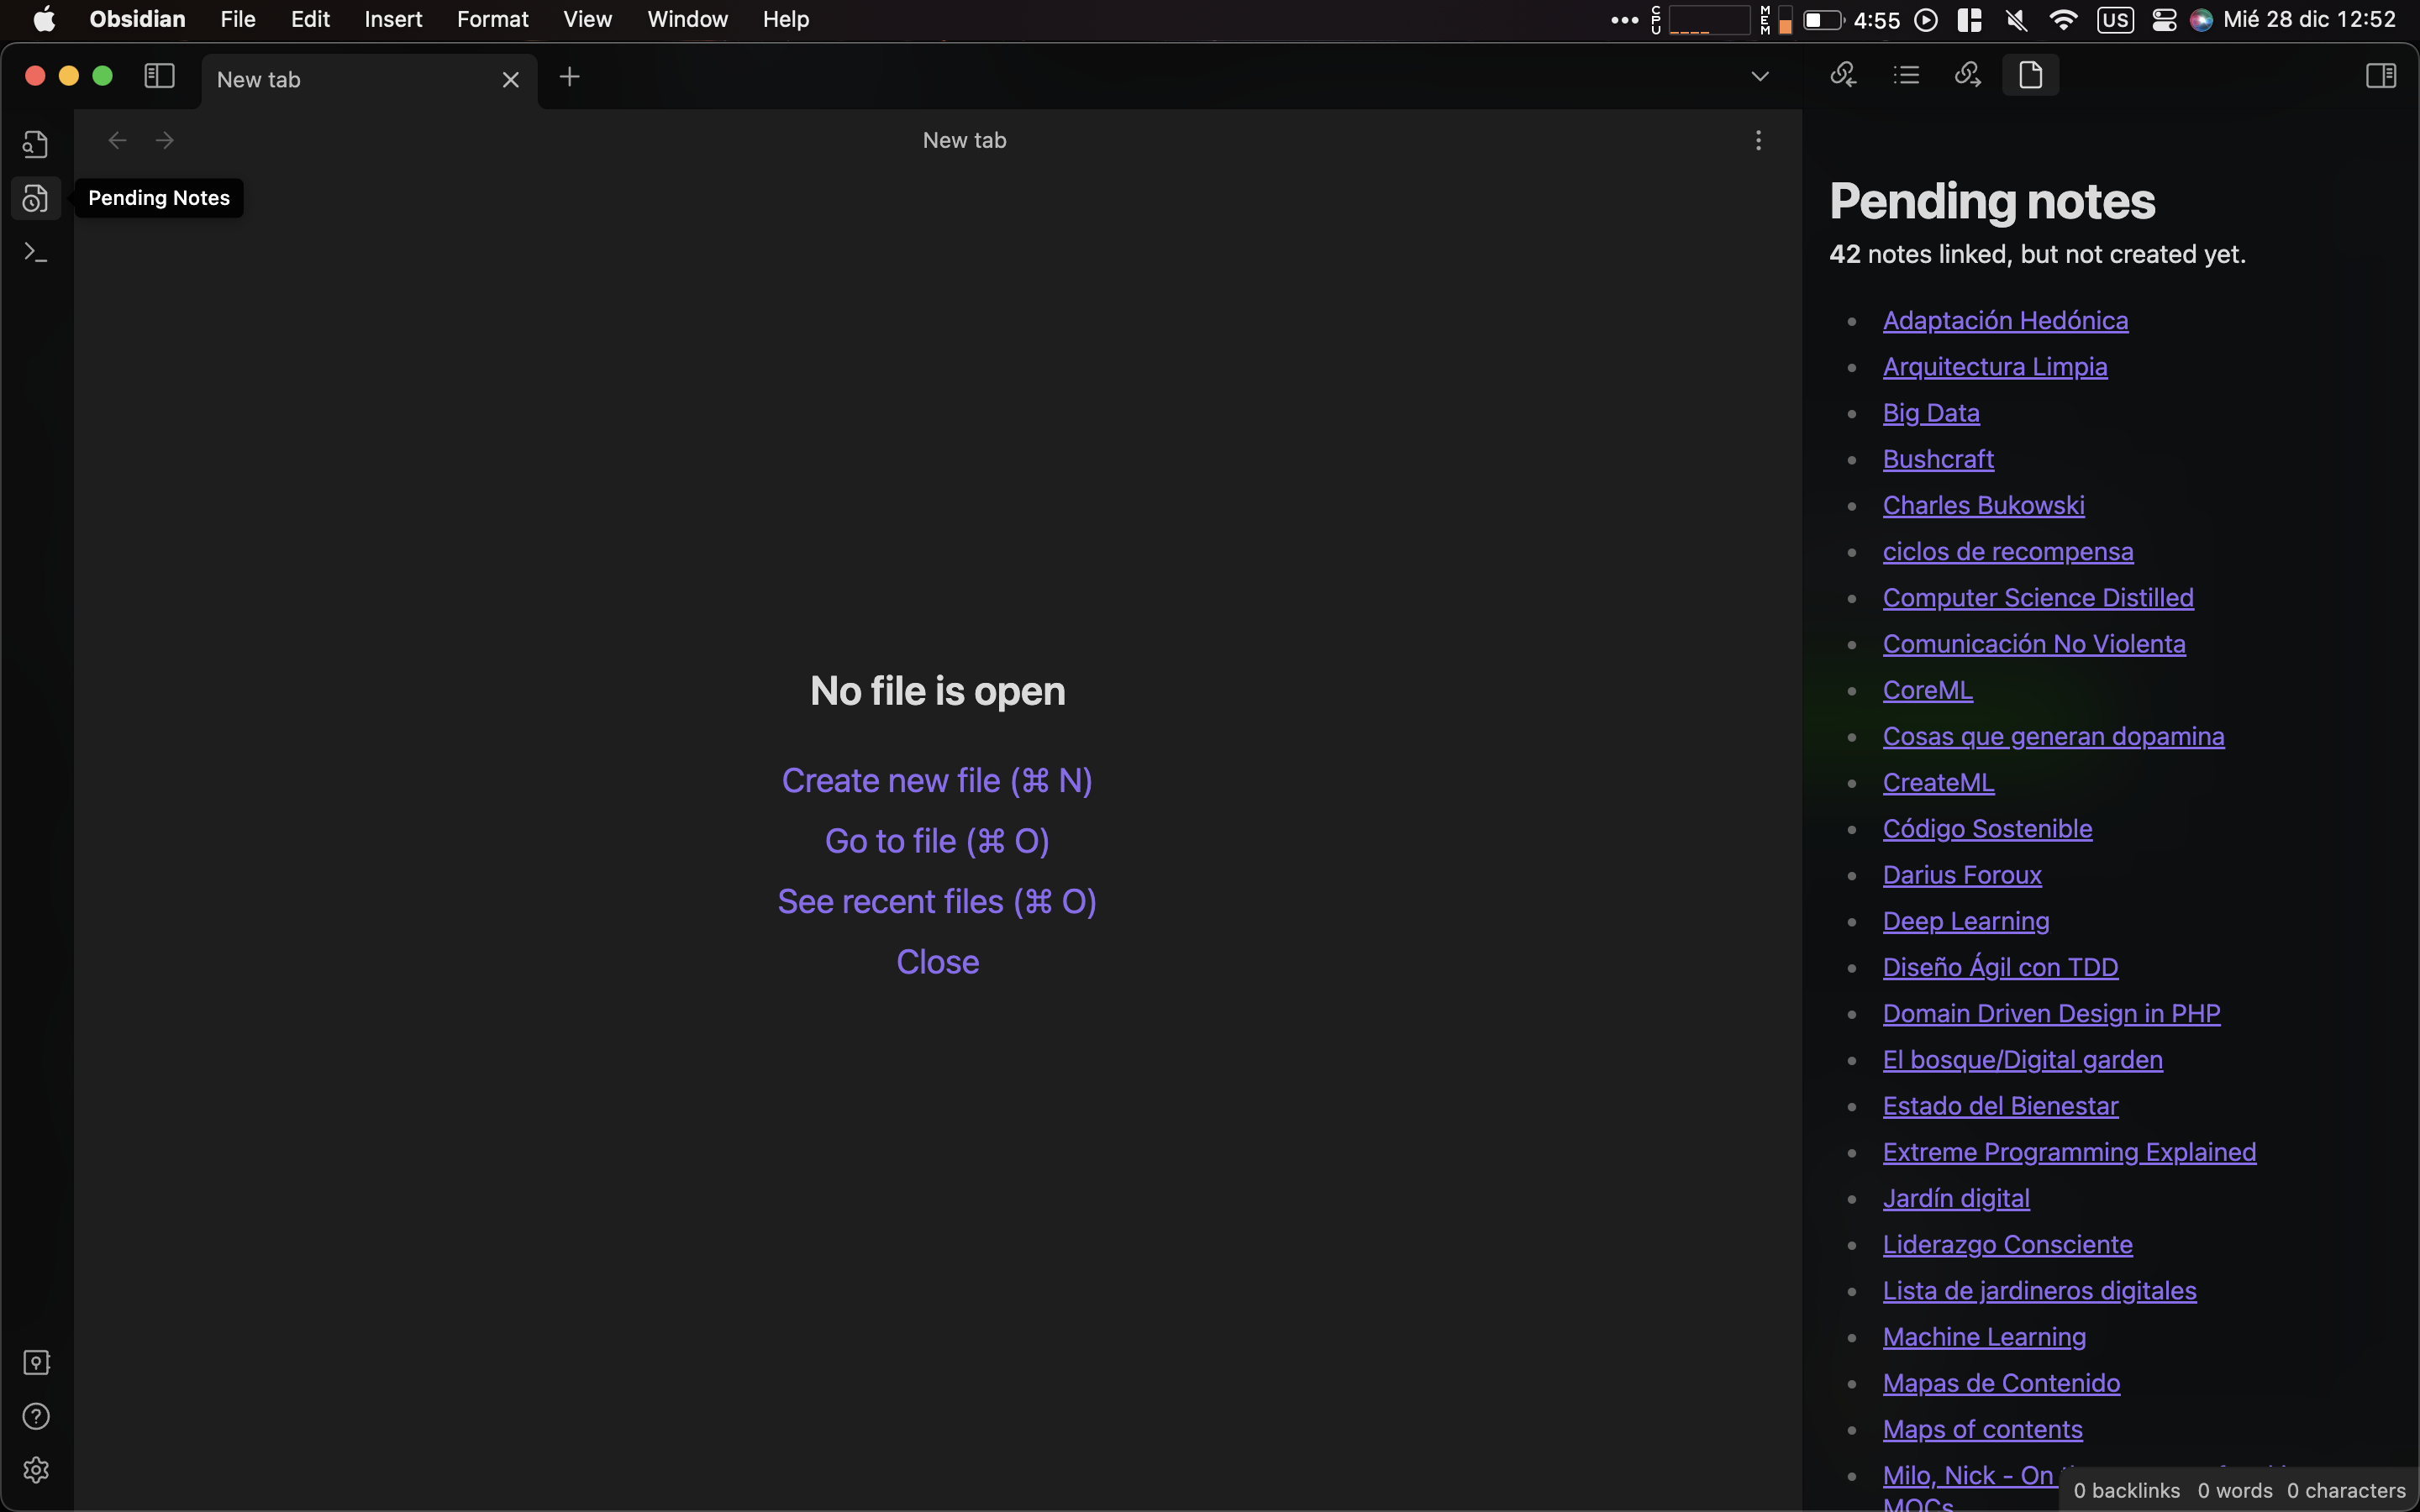 Obsidian File Edit Insert Format View Window Help
CPU MEM 4:55 US Mié 28 dic 12:52
New tab
New tab
Pending Notes
No file is open
Create new file (⌘ N)
Go to file (⌘ O)
See recent files (⌘ O)
Close
Pending notes
42 notes linked, but not created yet.
Adaptación Hedónica
Arquitectura Limpia
Big Data
Bushcraft
Charles Bukowski
ciclos de recompensa
Computer Science Distilled
Comunicación No Violenta
CoreML
Cosas que generan dopamina
CreateML
Código Sostenible
Darius Foroux
Deep Learning
Diseño Ágil con TDD
Domain Driven Design in PHP
El bosque/Digital garden
Estado del Bienestar
Extreme Programming Explained
Jardín digital
Liderazgo Consciente
Lista de jardineros digitales
Machine Learning
Mapas de Contenido
Maps of contents
Milo, Nick - On
MOCs
0 backlinks 0 words 0 characters